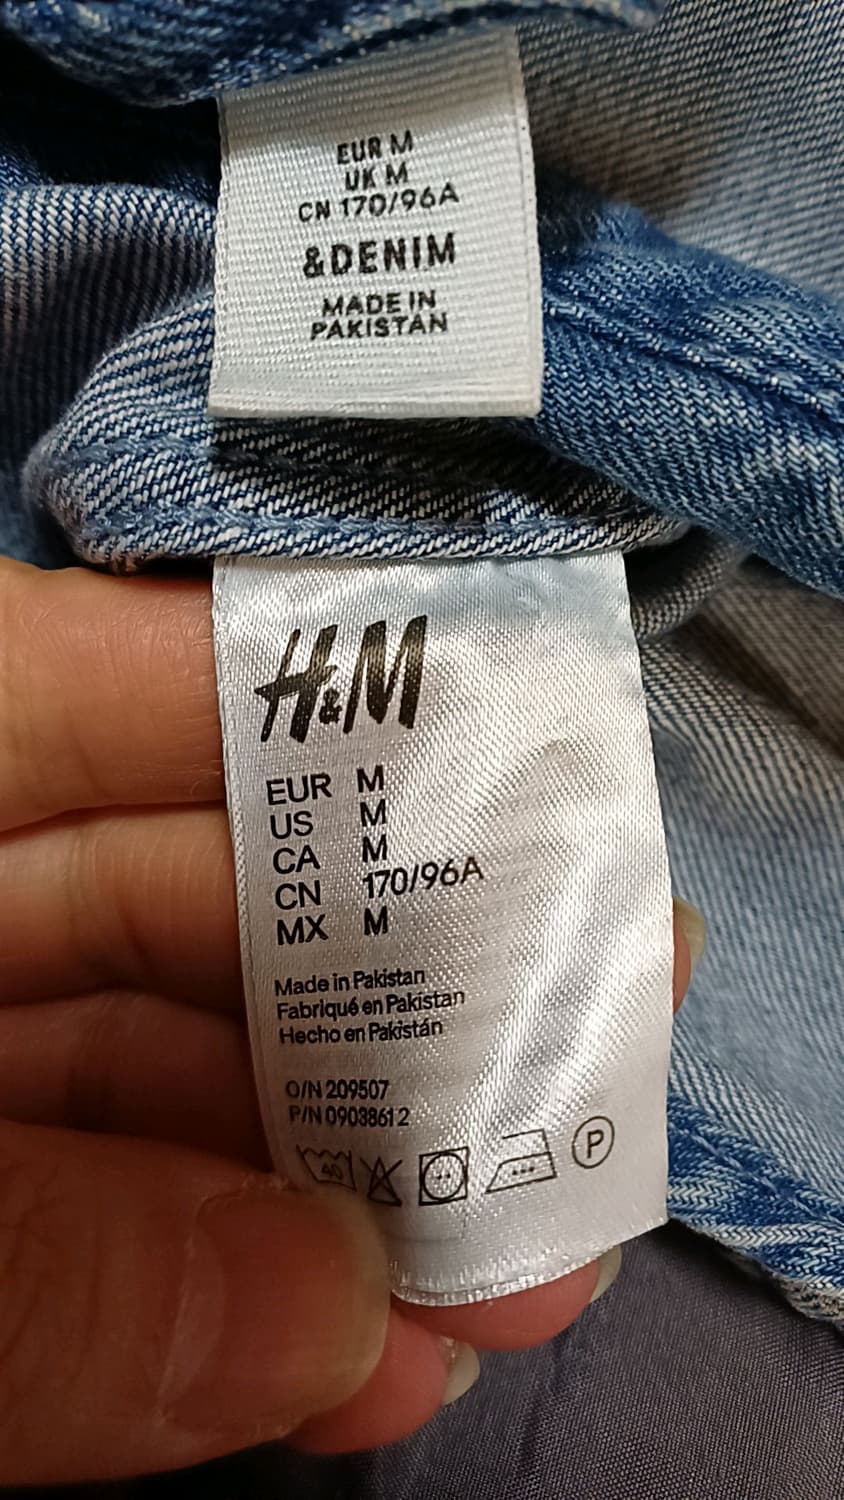 EUR M
UK M
CN 170/96A
&DENIM
MADE IN
PAKISTAN
H&M
EUR M
US M
CA M
CN 170/96A
MX M
Made in Pakistan
Fabriqué en Pakistan
Hecho en Pakistán
O/N 209507
P/N 09038612
40
P